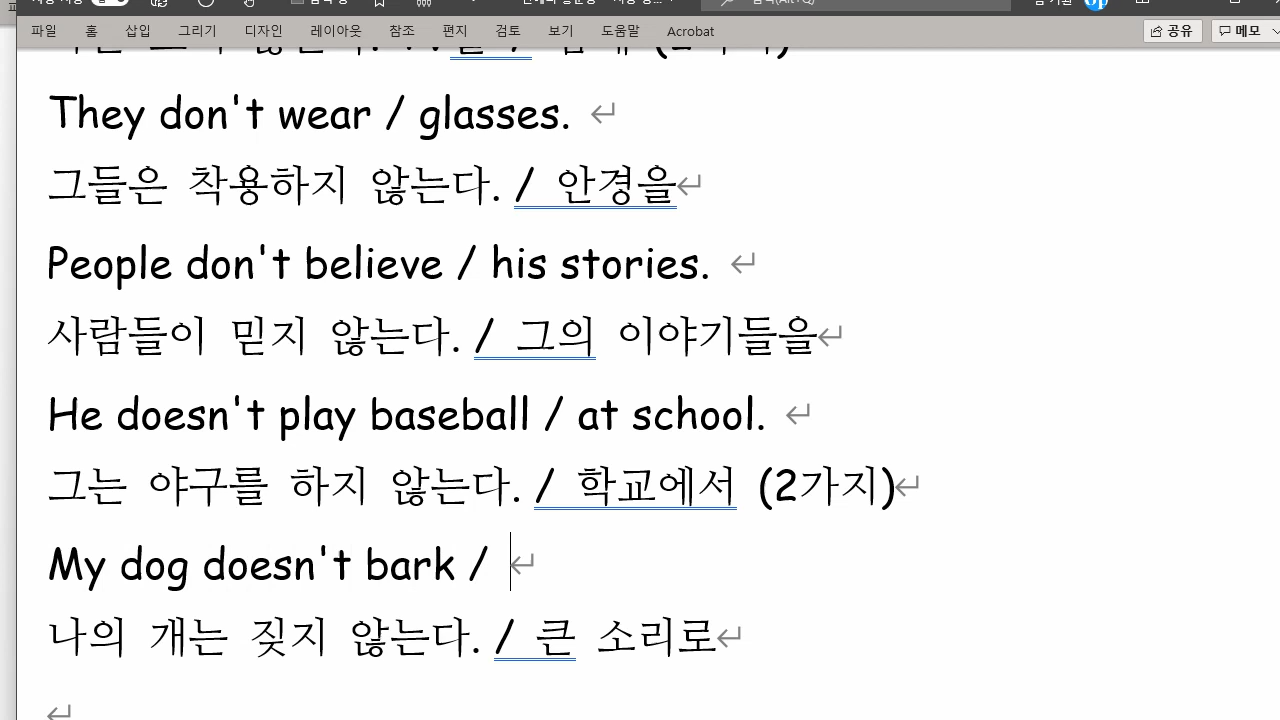 파일 홈 삽입 그리기 디자인 레이아웃 참조 편지 검토 보기 도움말 Acrobat 공유 메모
They don't wear / glasses.
그들은 착용하지 않는다. / 안경을
People don't believe / his stories.
사람들이 믿지 않는다. / 그의 이야기들을
He doesn't play baseball / at school.
그는 야구를 하지 않는다. / 학교에서 (2가지)
My dog doesn't bark /
나의 개는 짖지 않는다. / 큰 소리로